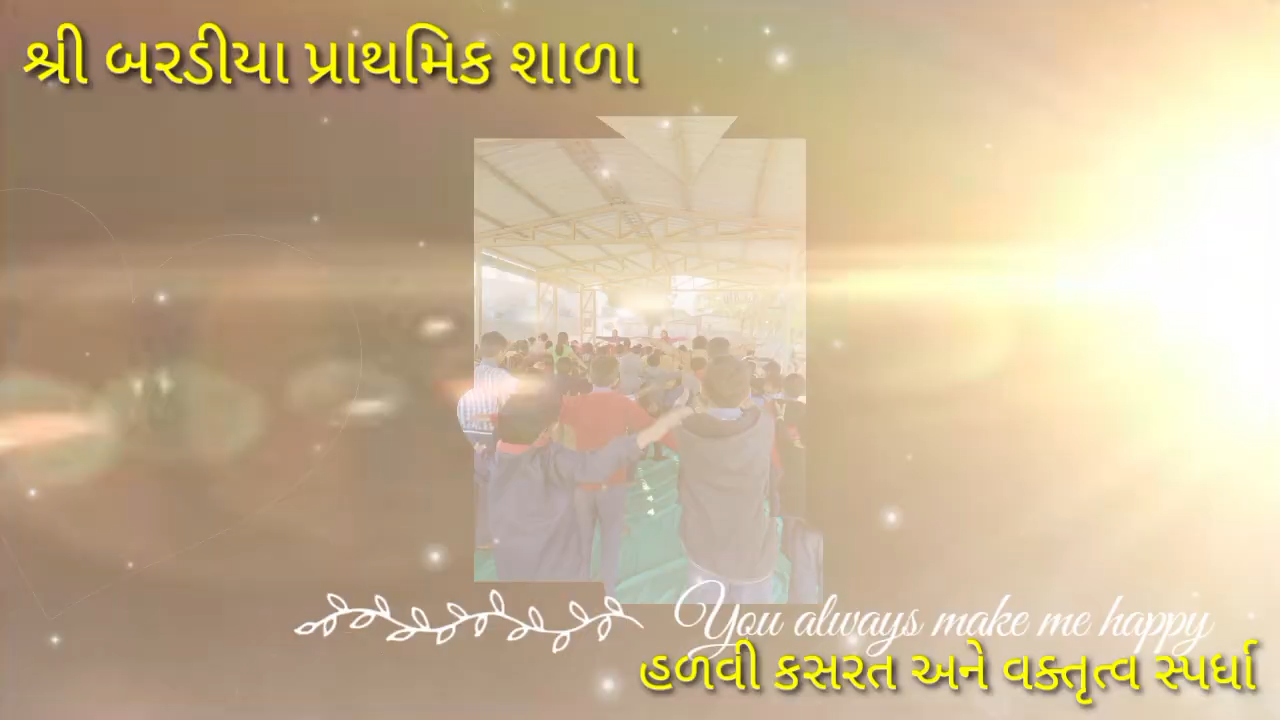 શ્રી બરડીયા પ્રાથમિક શાળા
You always make me happy
હળવી કસરત અને વક્તૃત્વ સ્પર્ધા